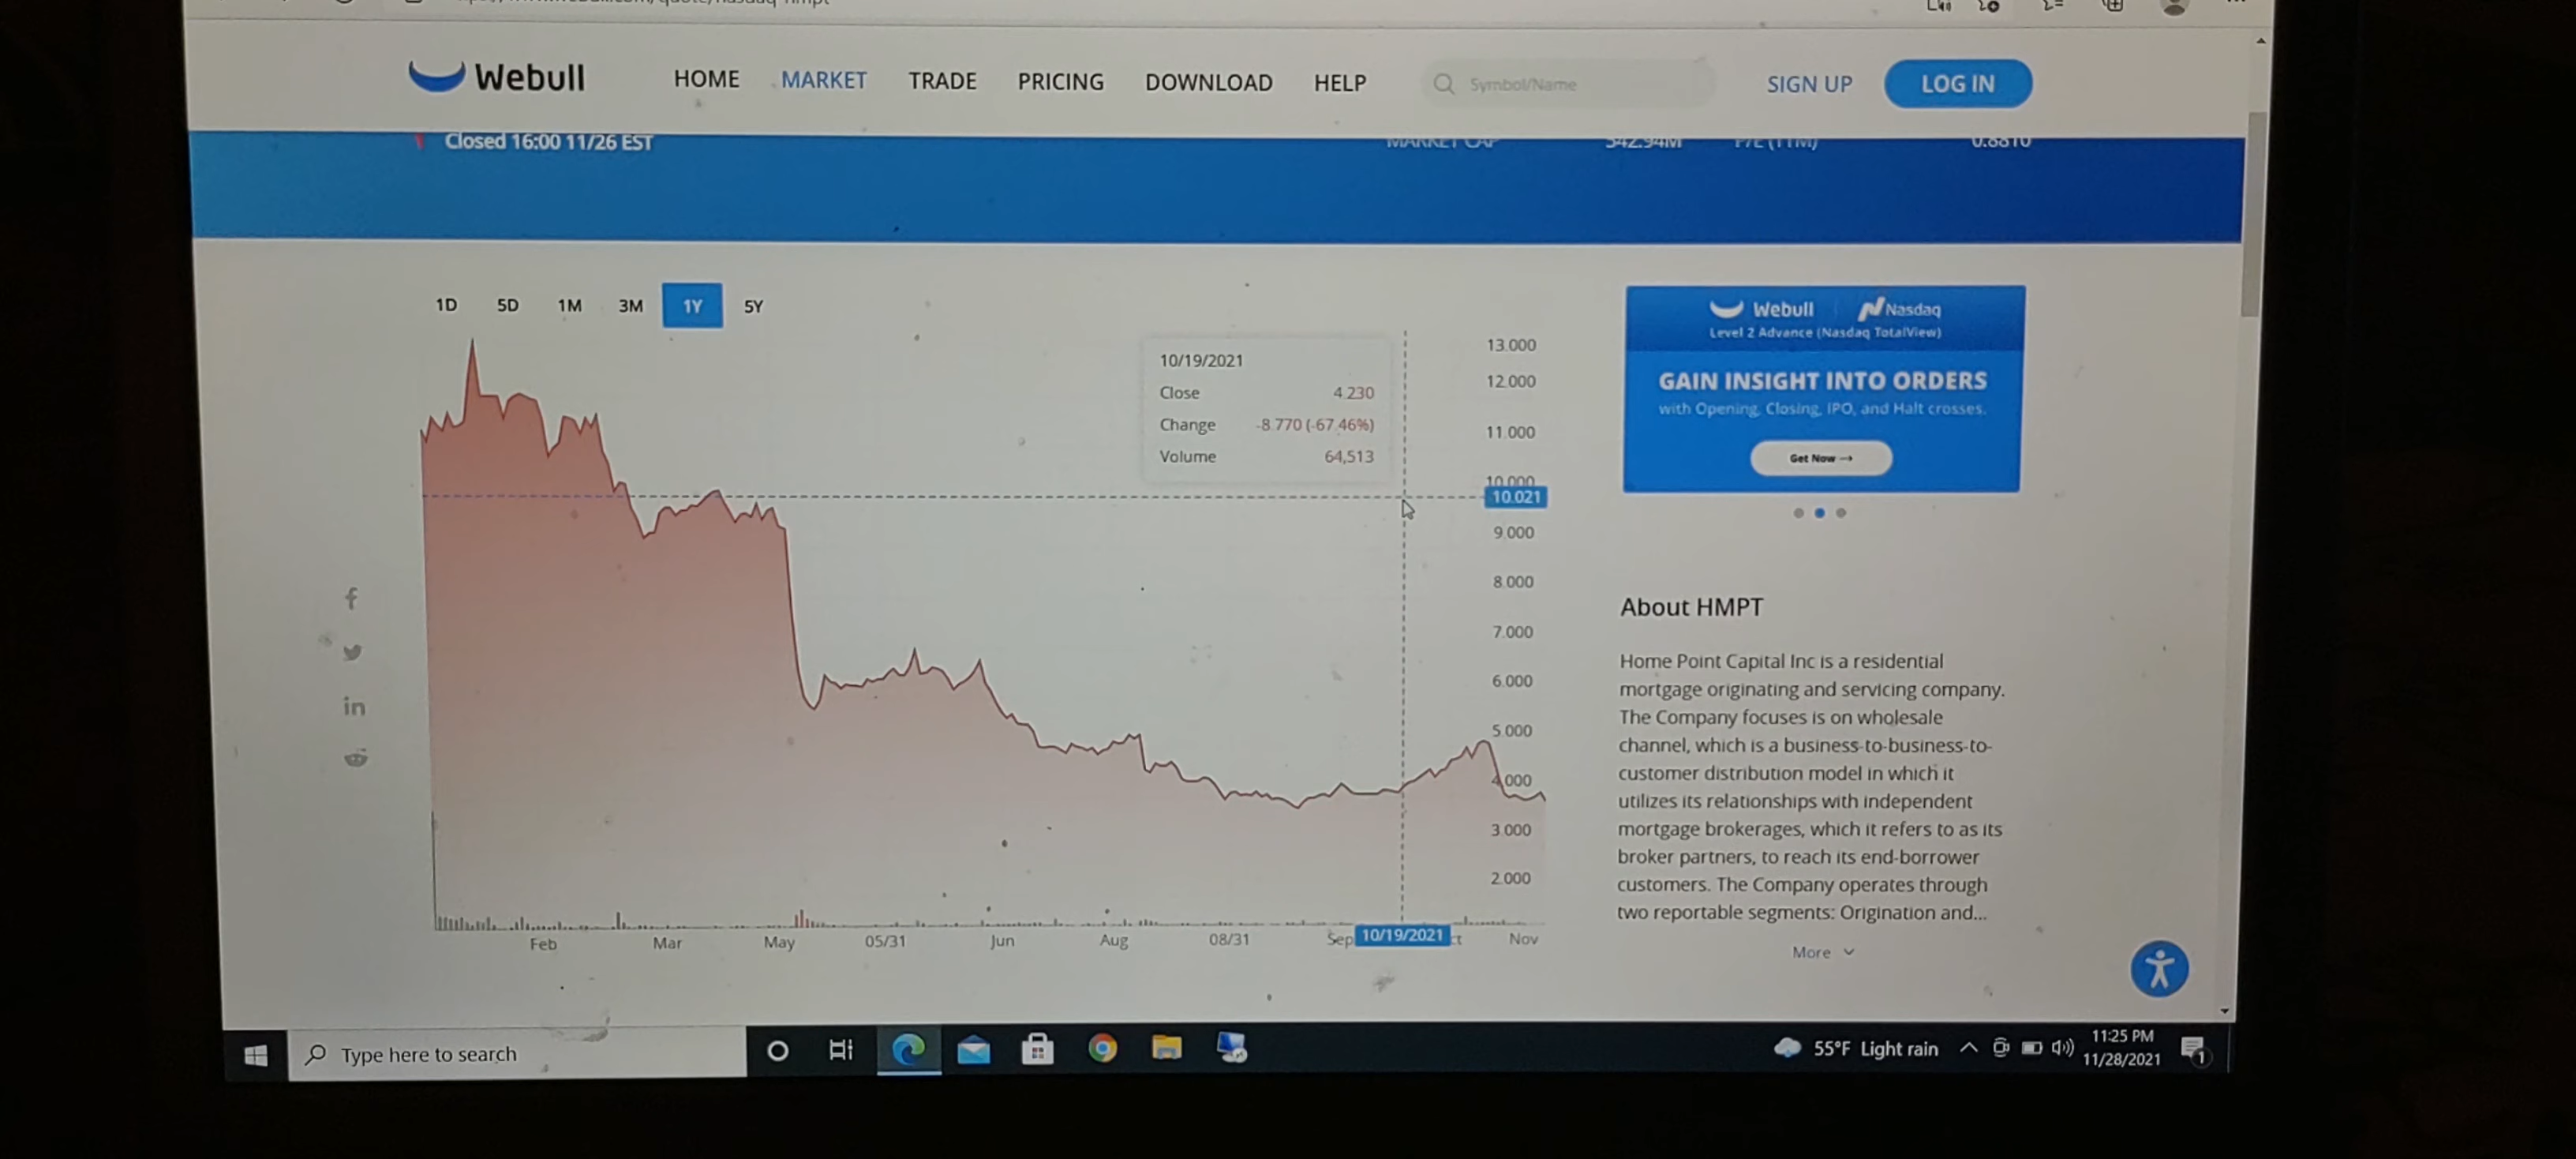 Webull HOME MARKET TRADE PRICING DOWNLOAD HELP Symbol/Name SIGN UP LOG IN
Closed 16:00 11/26 EST MARKET CAP 542.94M P/E (TTM)
1D 5D 1M 3M 1Y 5Y
10/19/2021
Close 4.230
Change -8.770 (-67.46%)
Volume 64,513
13.000
12.000
11.000
10.000
10.021
9.000
8.000
7.000
6.000
5.000
4.000
3.000
2.000
Feb Mar May 05/31 Jun Aug 08/31 Sep 10/19/2021 ct Nov
Webull Nasdaq
Level 2 Advance (Nasdaq TotalView)
GAIN INSIGHT INTO ORDERS
with Opening, Closing, IPO, and Halt crosses.
Get Now →
About HMPT
Home Point Capital Inc is a residential
mortgage originating and servicing company.
The Company focuses is on wholesale
channel, which is a business-to-business-to-
customer distribution model in which it
utilizes its relationships with independent
mortgage brokerages, which it refers to as its
broker partners, to reach its end-borrower
customers. The Company operates through
two reportable segments: Origination and...
More
f
in
Type here to search
55°F Light rain
11:25 PM
11/28/2021
1